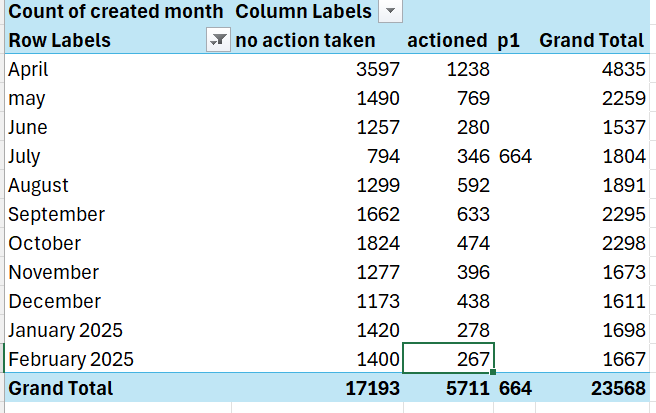 Count of created month Column Labels
Row Labels no action taken actioned p1 Grand Total
April 3597 1238 4835
may 1490 769 2259
June 1257 280 1537
July 794 346 664 1804
August 1299 592 1891
September 1662 633 2295
October 1824 474 2298
November 1277 396 1673
December 1173 438 1611
January 2025 1420 278 1698
February 2025 1400 267 1667
Grand Total 17193 5711 664 23568